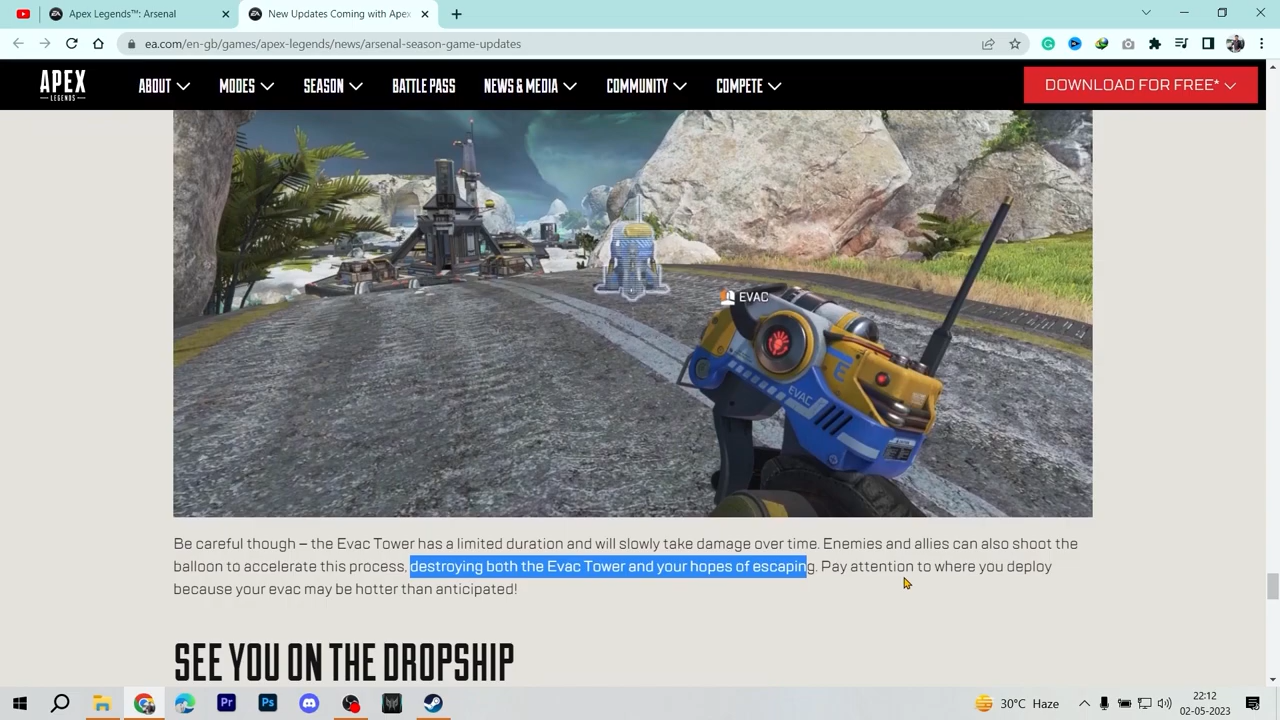 Apex Legends™: Arsenal
New Updates Coming with Apex
ea.com/en-gb/games/apex-legends/news/arsenal-season-game-updates
APEX
LEGENDS
ABOUT
MODES
SEASON
BATTLE PASS
NEWS & MEDIA
COMMUNITY
COMPETE
DOWNLOAD FOR FREE*
EVAC
EVAC
Be careful though – the Evac Tower has a limited duration and will slowly take damage over time. Enemies and allies can also shoot the
balloon to accelerate this process, destroying both the Evac Tower and your hopes of escaping. Pay attention to where you deploy
because your evac may be hotter than anticipated!
SEE YOU ON THE DROPSHIP
30°C Haze
22:12
02-05-2023